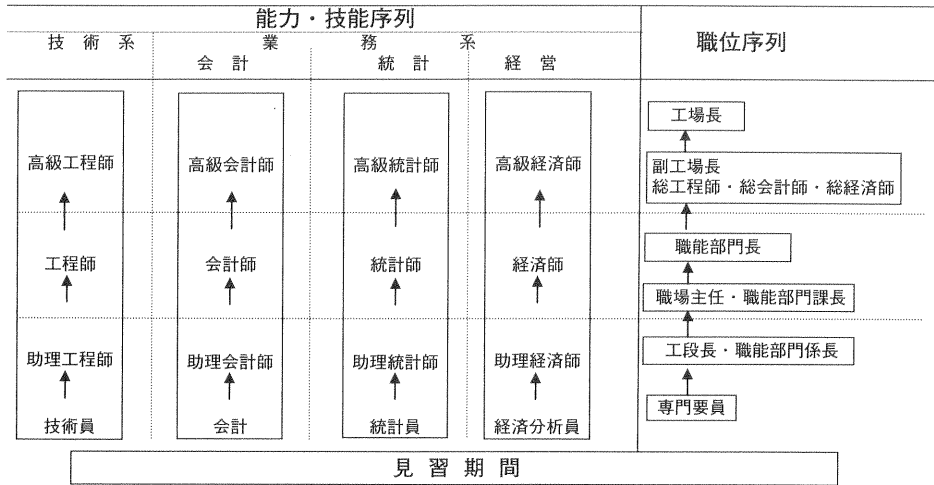 能力・技能序列
職位序列
技術系
業務系
会計
統計
経営
高級工程師
高級会計師
高級統計師
高級経済師
工程師
会計師
統計師
経済師
助理工程師
助理会計師
助理統計師
助理経済師
技術員
会計
統計員
経済分析員
工場長
副工場長
総工程師・総会計師・総経済師
職能部門長
職場主任・職能部門課長
工段長・職能部門係長
専門要員
見習期間